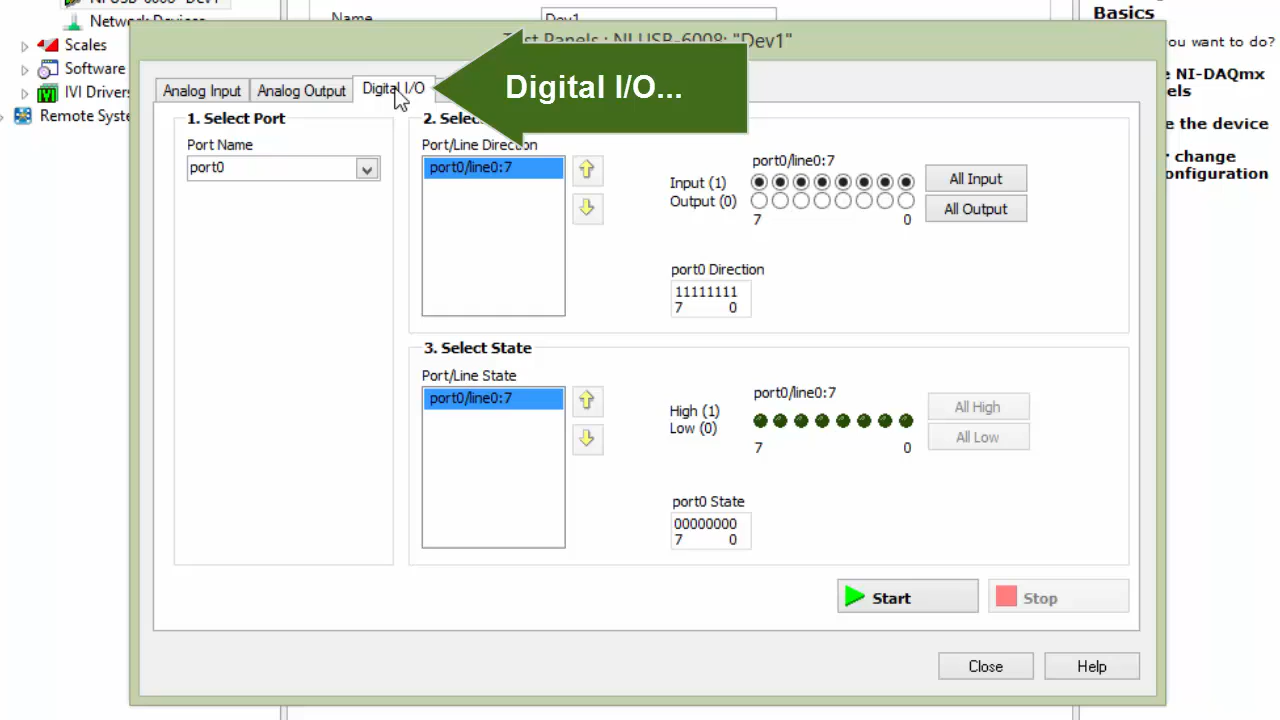 NI USB-6008 "Dev1"
Network Devices
Scales
Software
IVI Drivers
Remote Syste
Name
Dev1
Basics
you want to do?
e NI-DAQmx
els
e the device
r change
onfiguration
Test Panels : NI USB-6008: "Dev1"
Analog Input
Analog Output
Digital I/O
Digital I/O...
1. Select Port
Port Name
port0
2. Selec
Port/Line Direction
port0/line0:7
port0/line0:7
Input (1)
Output (0)
7 0
All Input
All Output
port0 Direction
11111111
7 0
3. Select State
Port/Line State
port0/line0:7
port0/line0:7
High (1)
Low (0)
7 0
All High
All Low
port0 State
00000000
7 0
Start
Stop
Close
Help